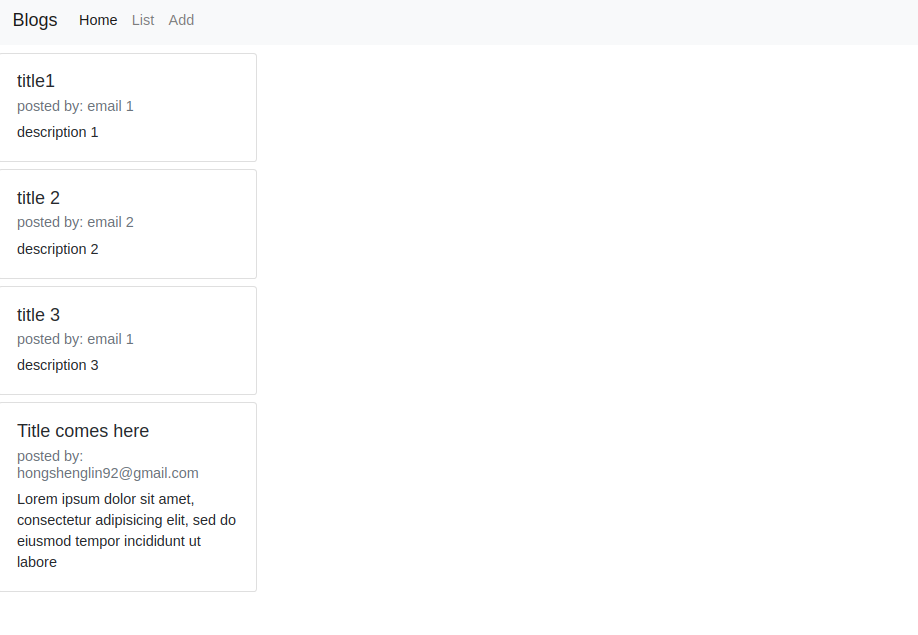 Blogs Home List Add
title1
posted by: email 1
description 1
title 2
posted by: email 2
description 2
title 3
posted by: email 1
description 3
Title comes here
posted by:
hongshenglin92@gmail.com
Lorem ipsum dolor sit amet,
consectetur adipisicing elit, sed do
eiusmod tempor incididunt ut
labore